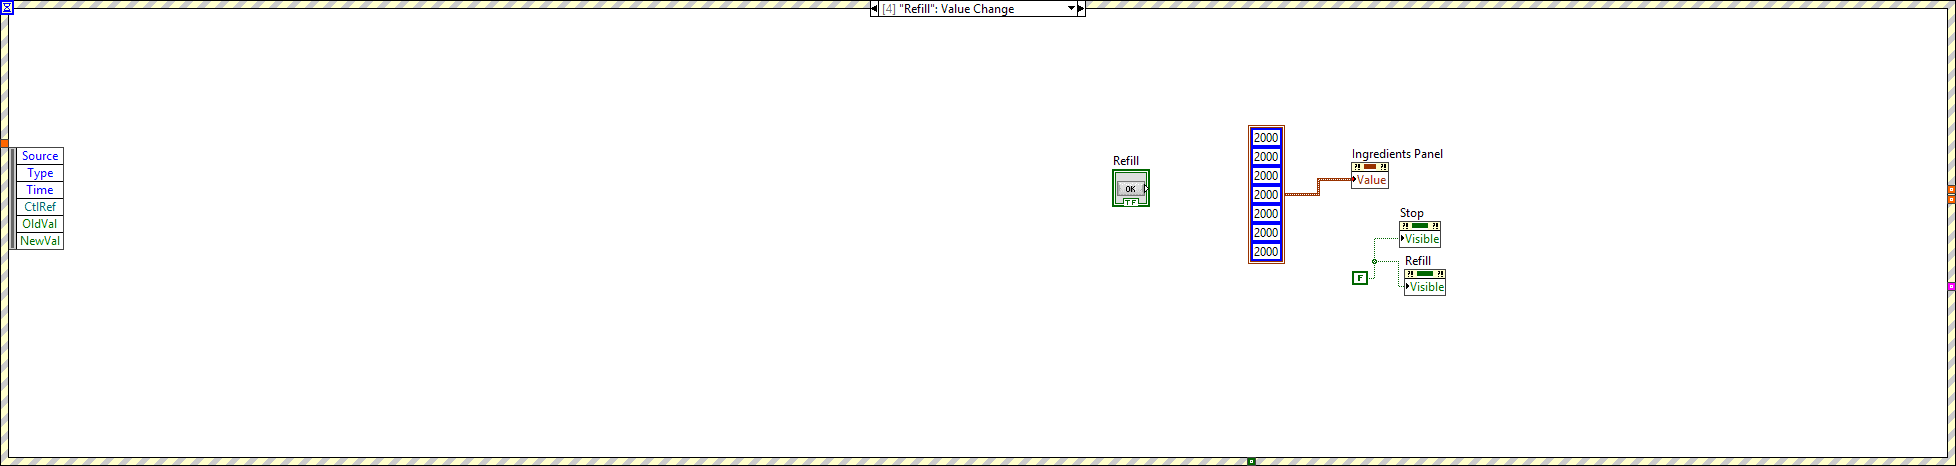 [4] "Refill": Value Change
Source
Type
Time
CtlRef
OldVal
NewVal
Refill
OK
TF
2000
2000
2000
2000
2000
2000
2000
Ingredients Panel
?! ?!
Value
Stop
?! ?!
Visible
F
Refill
?! ?!
Visible